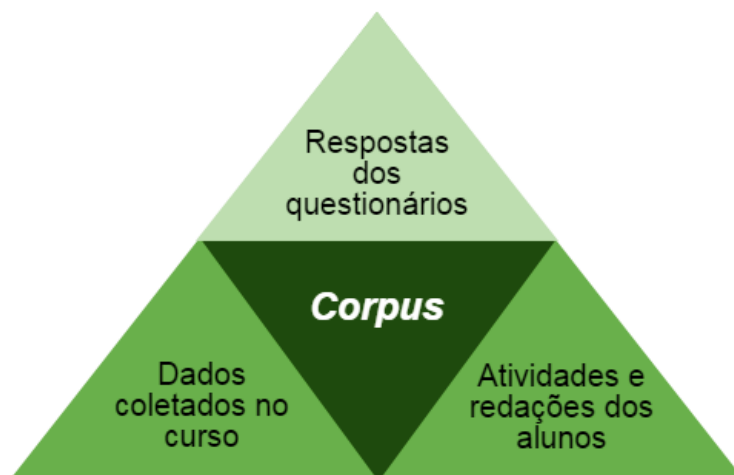 Respostas
dos
questionários
Corpus
Dados
coletados no
curso
Atividades e
redações dos
alunos